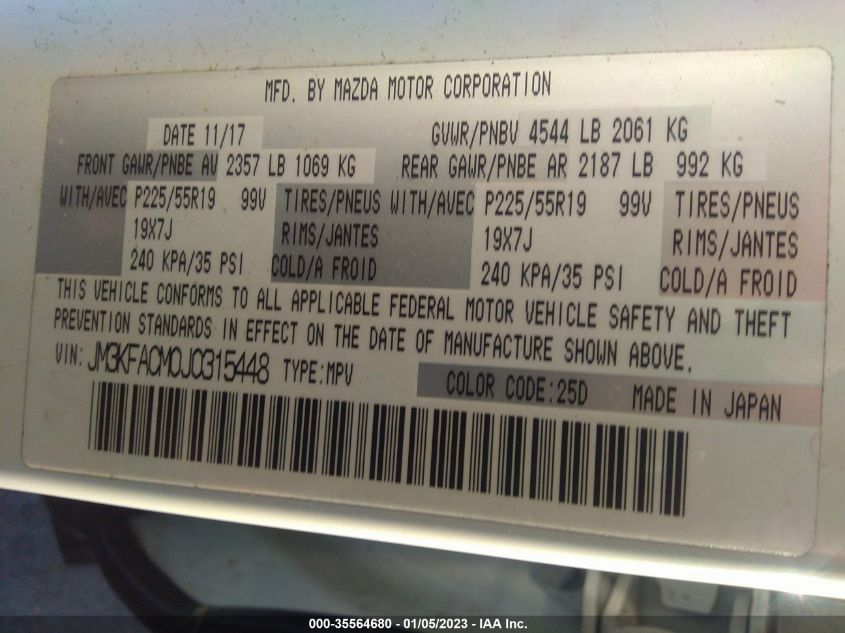 MFD. BY MAZDA MOTOR CORPORATION
DATE 11/17 GVWR/PNBV 4544 LB 2061 KG
FRONT GAWR/PNBE AV 2357 LB 1069 KG REAR GAWR/PNBE AR 2187 LB 992 KG
WITH/AVEC P225/55R19 99V TIRES/PNEUS WITH/AVEC P225/55R19 99V TIRES/PNEUS
19X7J RIMS/JANTES 19X7J RIMS/JANTES
240 KPA/35 PSI COLD/A FROID 240 KPA/35 PSI COLD/A FROID
THIS VEHICLE CONFORMS TO ALL APPLICABLE FEDERAL MOTOR VEHICLE SAFETY AND THEFT
PREVENTION STANDARDS IN EFFECT ON THE DATE OF MANUFACTURE SHOWN ABOVE.
VIN: JM3KFACM0J0315448 TYPE:MPV COLOR CODE:25D MADE IN JAPAN
000-35564680 - 01/05/2023 - IAA Inc.